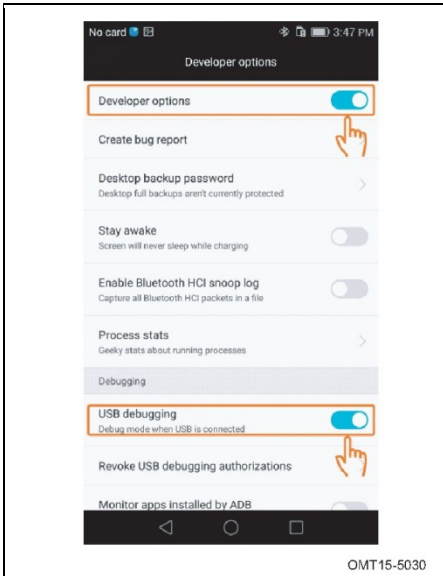 No card 3:47 PM
Developer options
Developer options
Create bug report
Desktop backup password
Desktop full backups aren't currently protected
Stay awake
Screen will never sleep while charging
Enable Bluetooth HCI snoop log
Capture all Bluetooth HCI packets in a file
Process stats
Geeky stats about running processes
Debugging
USB debugging
Debug mode when USB is connected
Revoke USB debugging authorizations
Monitor apps installed by ADB
OMT15-5030